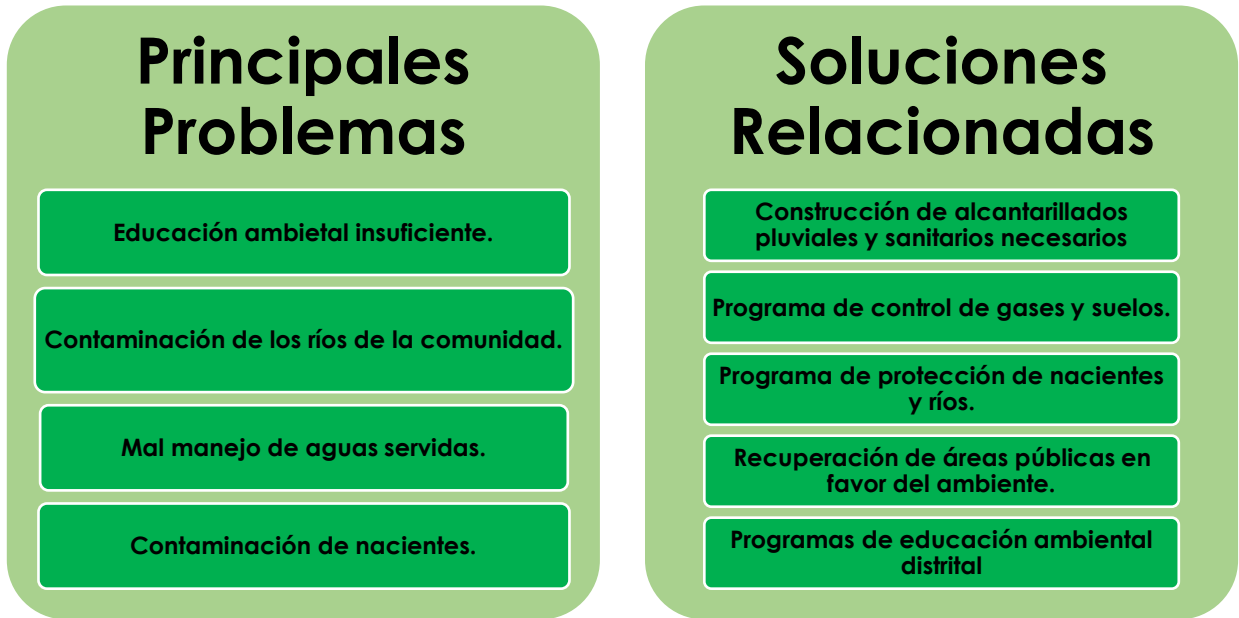 Principales
Problemas
Educación ambietal insuficiente.
Contaminación de los ríos de la comunidad.
Mal manejo de aguas servidas.
Contaminación de nacientes.
Soluciones
Relacionadas
Construcción de alcantarillados
pluviales y sanitarios necesarios
Programa de control de gases y suelos.
Programa de protección de nacientes
y ríos.
Recuperación de áreas públicas en
favor del ambiente.
Programas de educación ambiental
distrital